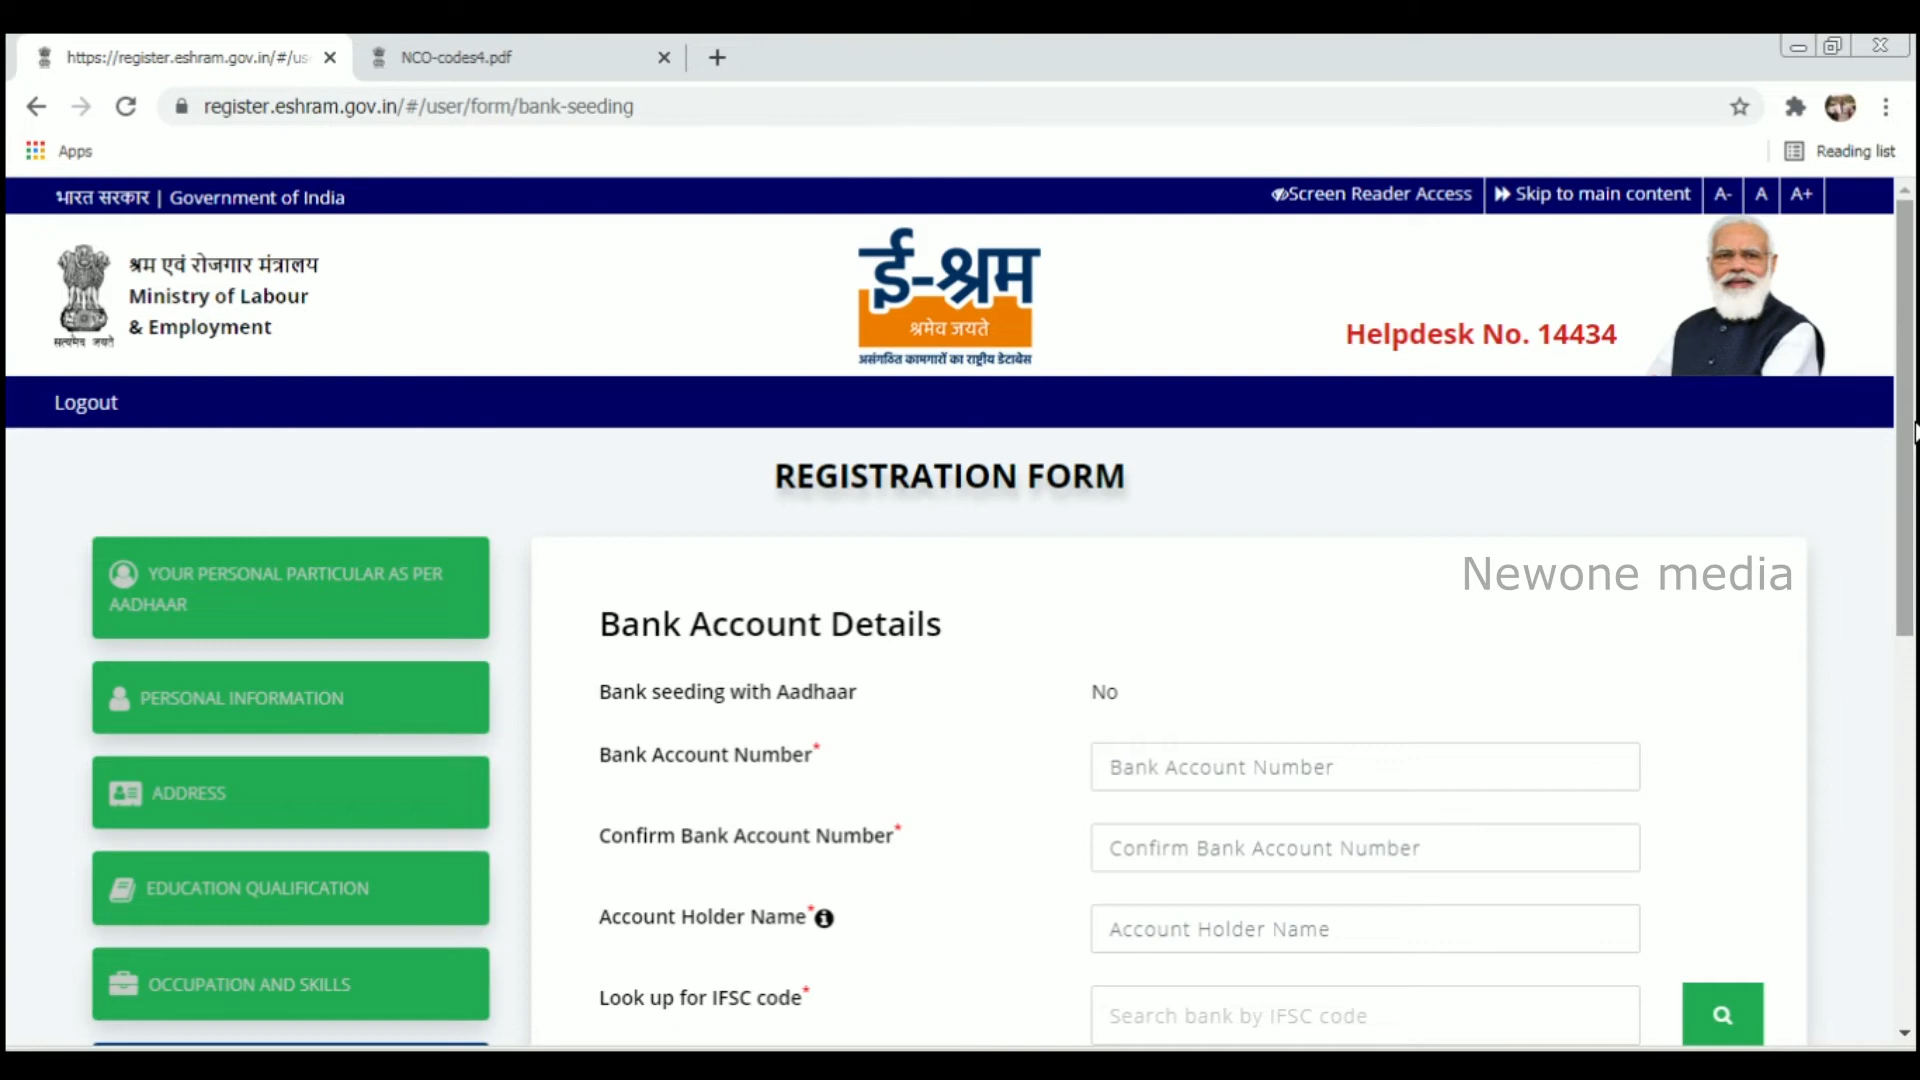 https://register.eshram.gov.in/#/us
NCO-codes4.pdf
register.eshram.gov.in/#/user/form/bank-seeding
Apps
Reading list
भारत सरकार | Government of India
Screen Reader Access
Skip to main content
A-
A
A+
श्रम एवं रोजगार मंत्रालय
Ministry of Labour
& Employment
सत्यमेव जयते
ई-श्रम
श्रमेव जयते
असंगठित कामगारों का राष्ट्रीय डेटाबेस
Helpdesk No. 14434
Logout
REGISTRATION FORM
YOUR PERSONAL PARTICULAR AS PER
AADHAAR
PERSONAL INFORMATION
ADDRESS
EDUCATION QUALIFICATION
OCCUPATION AND SKILLS
Newone media
Bank Account Details
Bank seeding with Aadhaar
No
Bank Account Number*
Bank Account Number
Confirm Bank Account Number*
Confirm Bank Account Number
Account Holder Name*
Account Holder Name
Look up for IFSC code*
Search bank by IFSC code